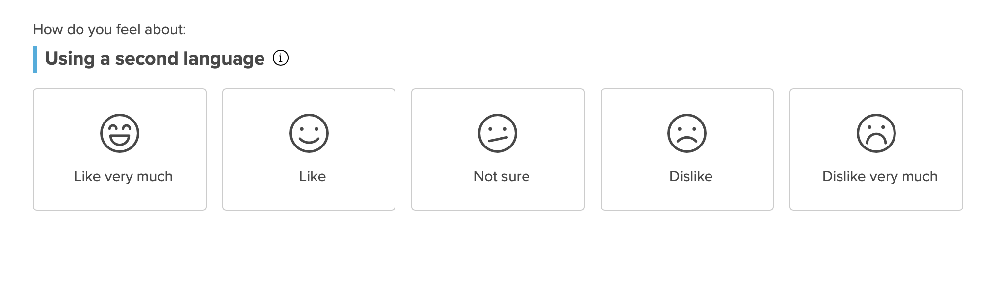 How do you feel about:
Using a second language
Like very much
Like
Not sure
Dislike
Dislike very much